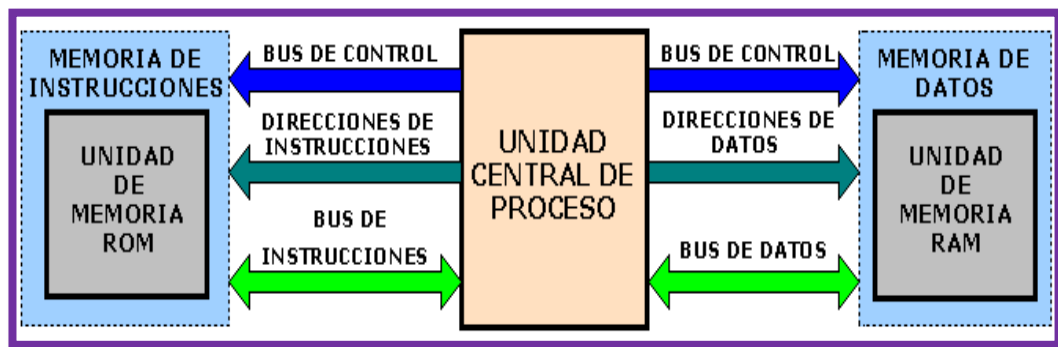 MEMORIA DE
INSTRUCCIONES
UNIDAD
DE
MEMORIA
ROM
BUS DE CONTROL
DIRECCIONES DE
INSTRUCCIONES
BUS DE
INSTRUCCIONES
UNIDAD
CENTRAL DE
PROCESO
BUS DE CONTROL
DIRECCIONES DE
DATOS
BUS DE DATOS
MEMORIA DE
DATOS
UNIDAD
DE
MEMORIA
RAM